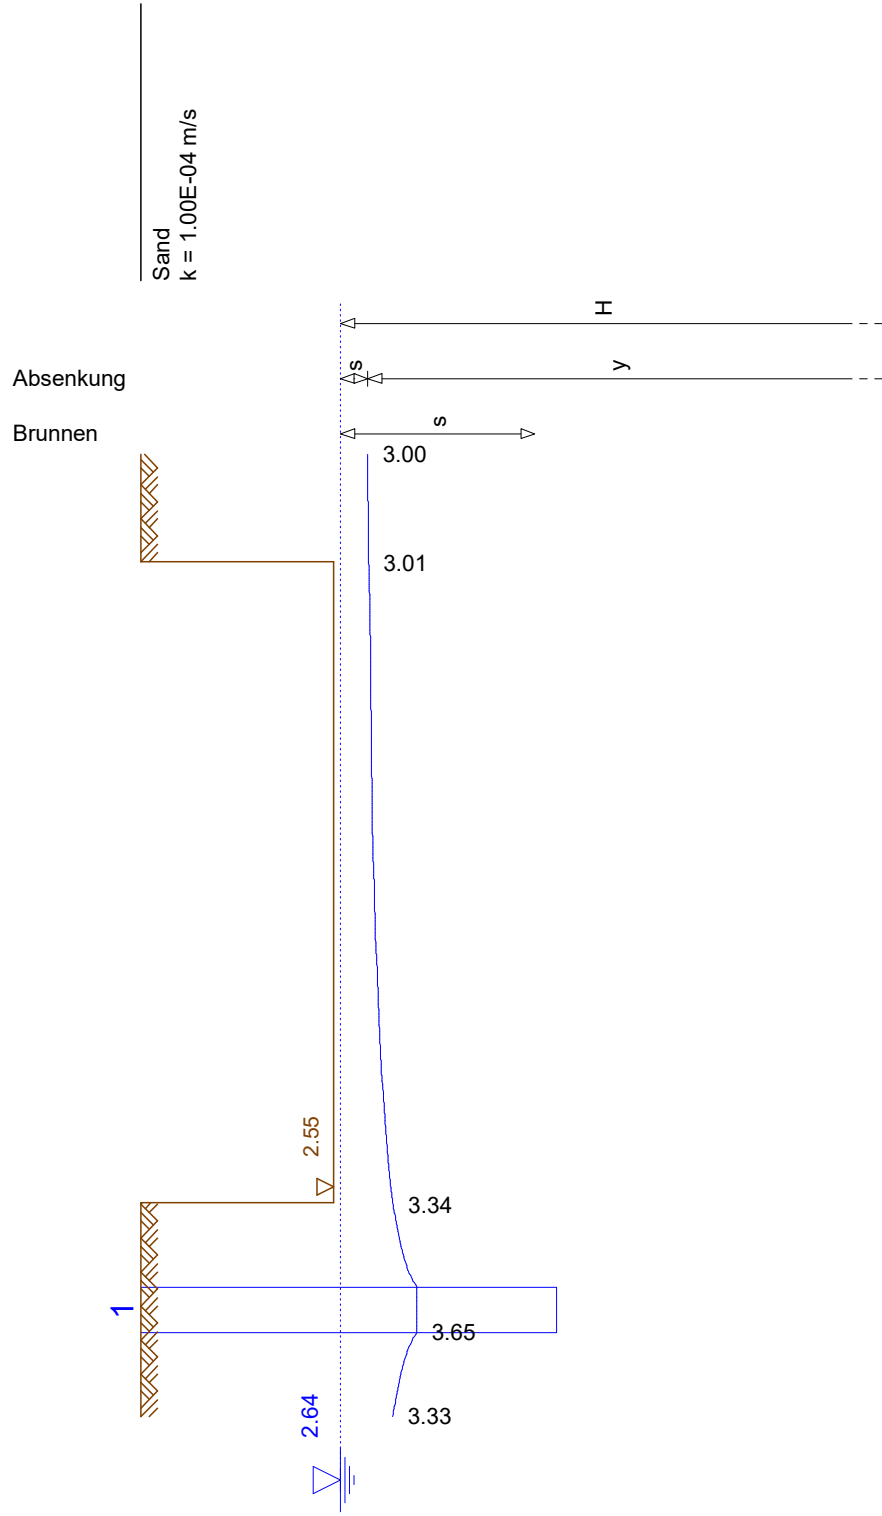 Sand
k = 1.00E-04 m/s
H
Absenkung
s
y
Brunnen
s
3.00
3.01
2.55
3.34
1
3.65
2.64
3.33